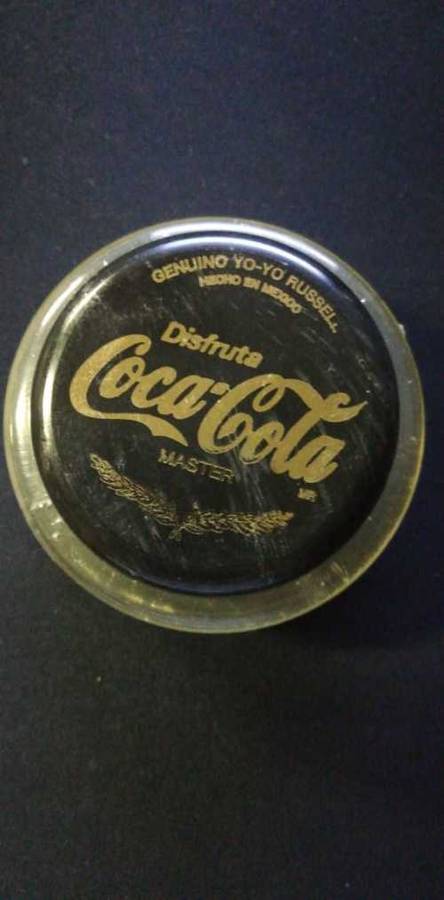 GENUINO YO-YO RUSSELL
HECHO EN MEXICO
Disfruta
Coca-Cola
MASTER
MR